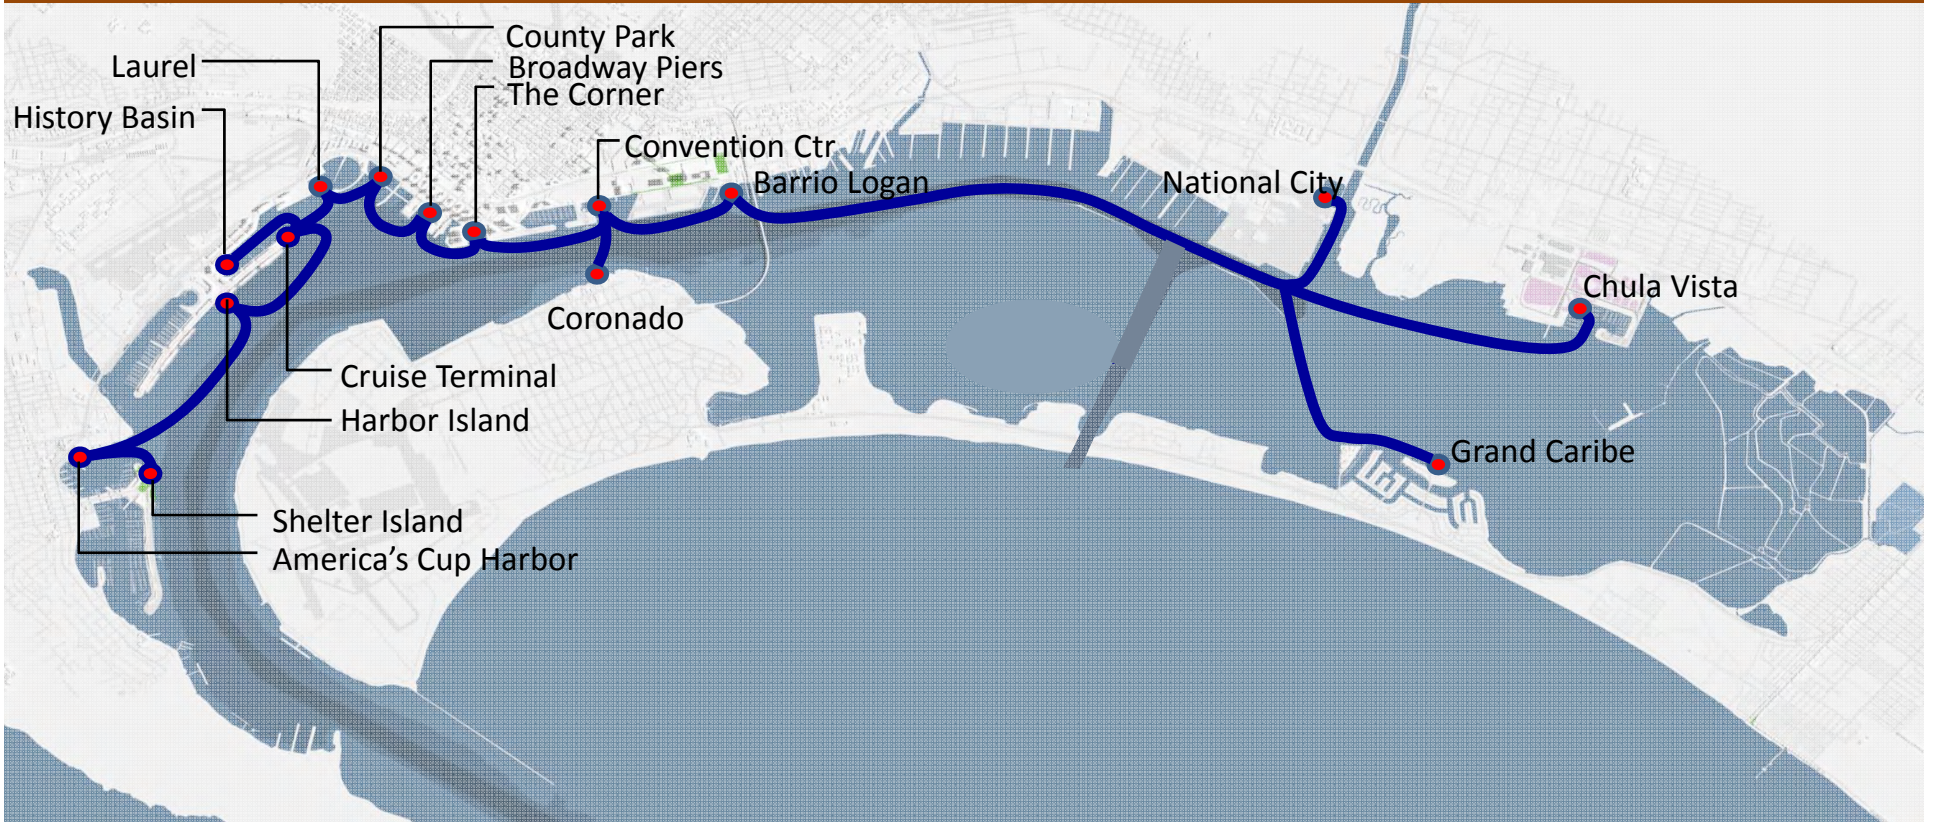 County Park
Laurel
Broadway Piers
The Corner
History Basin
Convention Ctr
Barrio Logan
National City
Chula Vista
Coronado
Cruise Terminal
Harbor Island
Grand Caribe
Shelter Island
America’s Cup Harbor